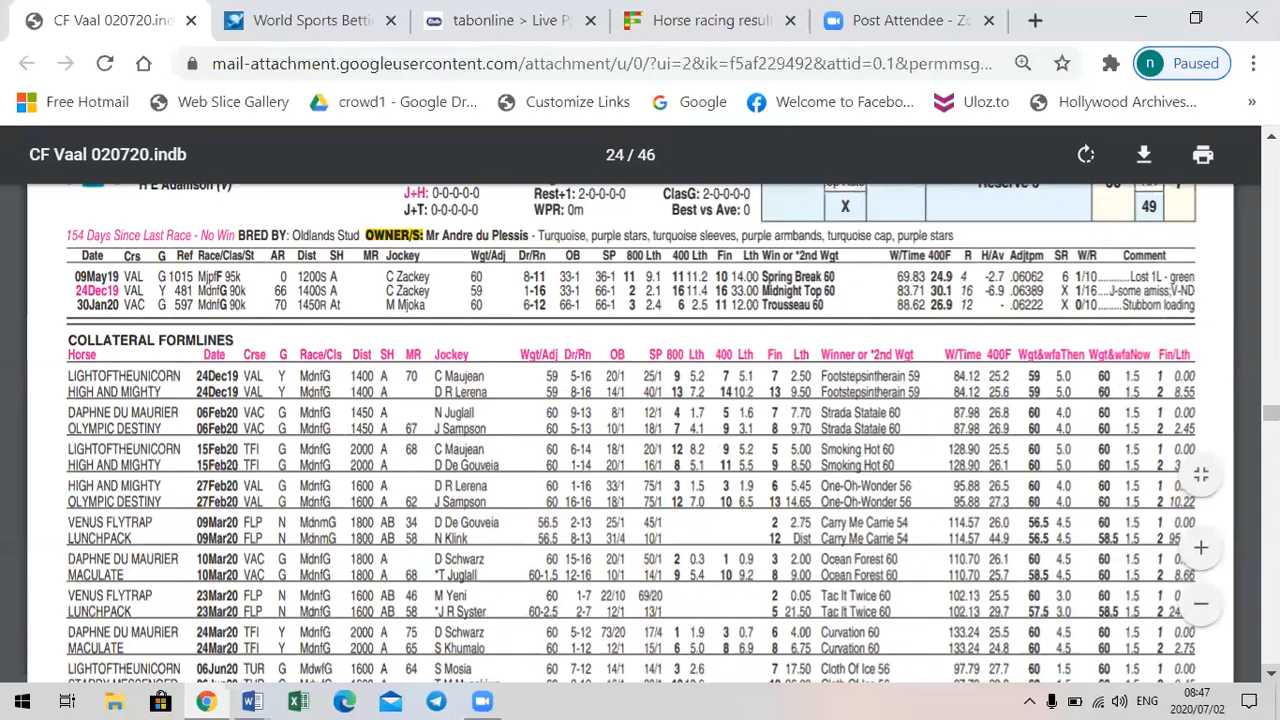 CF Vaal 020720.ind
World Sports Bett
tabonline > Live P
Horse racing resul
Post Attendee - Zo
mail-attachment.googleusercontent.com/attachment/u/0/?ui=2&ik=f5af229492&attid=0.1&permmsg...
n Paused
Free Hotmail
Web Slice Gallery
crowd1 - Google Dr...
Customize Links
Google
Welcome to Facebo...
Uloz.to
Hollywood Archives...
»
CF Vaal 020720.indb
24 / 46
H E Adamson (V)
J+H: 0-0-0-0-0 Rest+1: 2-0-0-0-0 ClasG: 2-0-0-0-0
J+T: 0-0-0-0-0 WPR: 0m Best vs Ave: 0 X 49
154 Days Since Last Race - No Win BRED BY: Oldlands Stud OWNER/S: Mr Andre du Plessis - Turquoise, purple stars, turquoise sleeves, purple armbands, turquoise cap, purple stars
Date Crs Race/Clas/St AR Dist SH MR Jockey Wgt/Adj Dr/Rn OB SP 800 Lth 400 Lth Fin Lth Win or *2nd Wgt W/Time 400F R H/Av Adjtpm SR W/R Comment
09May19 VAL G 1015 MjpfF 95k 0 1200S A C Zackey 60 8-11 33-1 36-1 11 9.1 11 11.2 10 14.00 Spring Break 60 69.83 24.9 4 -2.7 .06062 6 1/10 ....Lost 1L - green
24Dec19 VAL Y 481 MdnfG 90k 66 1400S A C Zackey 59 1-16 33-1 66-1 2 2.1 16 11.4 16 33.00 Midnight Top 60 83.71 30.1 16 -6.9 .06389 X 1/16 ....J-some amiss;V-ND
30Jan20 VAC G 597 MdnfG 90k 70 1450R At M Mjoka 60 6-12 66-1 66-1 3 2.4 6 2.5 11 12.00 Trousseau 60 88.62 26.9 12 - .06222 X 0/10 ....Stubborn loading
COLLATERAL FORMLINES
Horse Date Crse G Race/Cls Dist SH MR Jockey Wgt/Adj Dr/Rn OB SP 800 Lth 400 Lth Fin Lth Winner or *2nd Wgt W/Time 400F Wgt&wfaThen Wgt&wfaNow Fin/Lth
LIGHTOFTHEUNICORN 24Dec19 VAL Y MdnfG 1400 A 70 C Maujean 59 5-16 20/1 25/1 9 5.2 7 5.1 7 2.50 Footstepsintherain 59 84.12 25.2 59 5.0 60 1.5 1 0.00
HIGH AND MIGHTY 24Dec19 VAL Y MdnfG 1400 A D R Lerena 59 8-16 14/1 40/1 13 7.2 14 10.2 13 9.50 Footstepsintherain 59 84.12 25.6 59 5.0 60 1.5 2 8.55
DAPHNE DU MAURIER 06Feb20 VAC G MdnfG 1450 A N Juglall 60 9-13 8/1 12/1 4 1.7 5 1.6 7 7.70 Strada Statale 60 87.98 26.8 60 4.0 60 1.5 1 0.00
OLYMPIC DESTINY 06Feb20 VAC G MdnfG 1450 A 67 J Sampson 60 5-13 10/1 18/1 7 4.1 9 3.1 8 9.70 Strada Statale 60 87.98 26.9 60 4.0 60 1.5 2 2.45
LIGHTOFTHEUNICORN 15Feb20 TFI G MdnfG 2000 A 68 C Maujean 60 6-14 18/1 20/1 12 8.2 9 5.2 5 5.00 Smoking Hot 60 128.90 25.5 60 5.0 60 1.5 1 0.00
HIGH AND MIGHTY 15Feb20 TFI G MdnfG 2000 A D De Gouveia 60 1-14 20/1 16/1 8 5.1 11 5.5 9 8.50 Smoking Hot 60 128.90 26.1 60 5.0 60 1.5 2 3
HIGH AND MIGHTY 27Feb20 VAL G MdnfG 1600 A D R Lerena 60 1-16 33/1 75/1 3 1.5 3 1.9 6 5.45 One-Oh-Wonder 56 95.88 26.5 60 4.0 60 1.5 1 0.
OLYMPIC DESTINY 27Feb20 VAL G MdnfG 1600 A 62 J Sampson 60 16-16 18/1 75/1 12 7.0 10 6.5 13 14.65 One-Oh-Wonder 56 95.88 27.3 60 4.0 60 1.5 2 10.22
VENUS FLYTRAP 09Mar20 FLP N MdnmG 1800 AB 34 D De Gouveia 56.5 2-13 25/1 45/1 2 2.75 Carry Me Carrie 54 114.57 26.0 56.5 4.5 60 1.5 1 0.00
LUNCHPACK 09Mar20 FLP N MdnmG 1800 AB 58 N Klink 56.5 8-13 31/4 10/1 12 Dist Carry Me Carrie 54 114.57 44.9 56.5 4.5 58.5 1.5 2 95
DAPHNE DU MAURIER 10Mar20 VAC G MdnfG 1800 A D Schwarz 60 15-16 20/1 50/1 2 0.3 1 0.9 3 2.00 Ocean Forest 60 110.70 26.1 60 4.5 60 1.5 1 0.00
MACULATE 10Mar20 VAC G MdnfG 1800 A 68 *T Juglall 60-1.5 12-16 10/1 14/1 9 5.4 10 9.2 8 9.00 Ocean Forest 60 110.70 25.7 58.5 4.5 60 1.5 2 8.66
VENUS FLYTRAP 23Mar20 FLP N MdnfG 1600 AB 46 M Yeni 60 1-7 22/10 69/20 2 0.05 Tac It Twice 60 102.13 25.5 60 3.0 60 1.5 1 0.00
LUNCHPACK 23Mar20 FLP N MdnfG 1600 AB 58 *J R Syster 60-2.5 2-7 12/1 13/1 5 21.50 Tac It Twice 60 102.13 29.7 57.5 3.0 58.5 1.5 2 24
DAPHNE DU MAURIER 24Mar20 TFI Y MdnfG 2000 A 75 D Schwarz 60 5-12 73/20 17/4 1 1.9 3 0.7 6 4.00 Curvation 60 133.24 25.5 60 4.5 60 1.5 1 0.00
MACULATE 24Mar20 TFI Y MdnfG 2000 A 65 S Khumalo 60 1-12 12/1 15/1 6 5.0 8 6.9 8 6.75 Curvation 60 133.24 24.8 60 4.5 60 1.5 2 2.75
LIGHTOFTHEUNICORN 06Jun20 TUR G MdwfG 1600 A 64 S Mosia 60 7-12 14/1 14/1 3 2.6 7 17.50 Cloth Of Ice 56 97.79 27.7 60 1.5 60 1.5 1 0.00
ENG
08:47
2020/07/02